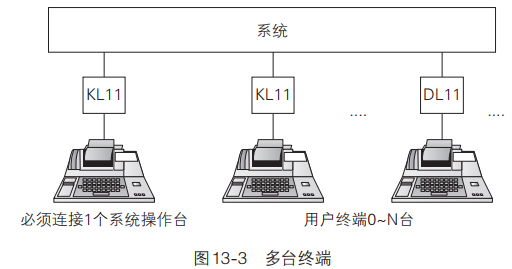 系统
KL11 KL11 DL11
.... ....
必须连接1个系统操作台 用户终端0~N台
图13-3 多台终端